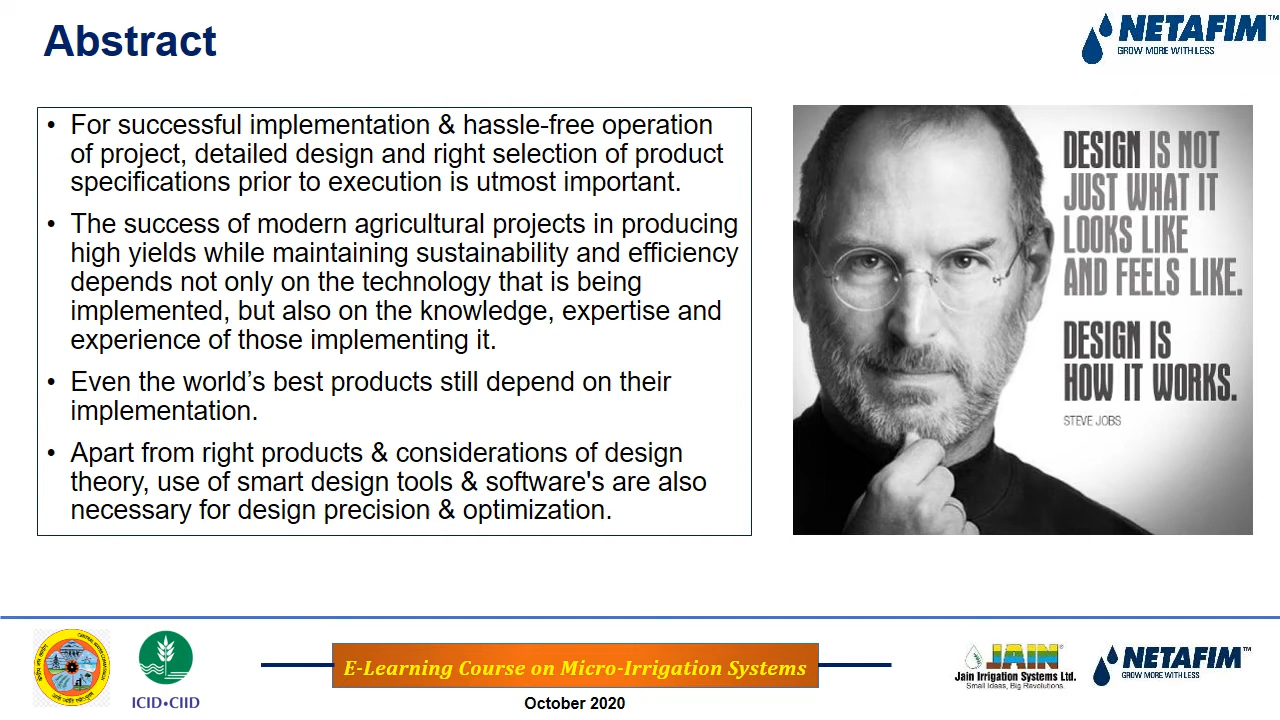 Abstract
NETAFIM™
GROW MORE WITH LESS
• For successful implementation & hassle-free operation
of project, detailed design and right selection of product
specifications prior to execution is utmost important.
• The success of modern agricultural projects in producing
high yields while maintaining sustainability and efficiency
depends not only on the technology that is being
implemented, but also on the knowledge, expertise and
experience of those implementing it.
• Even the world’s best products still depend on their
implementation.
• Apart from right products & considerations of design
theory, use of smart design tools & software's are also
necessary for design precision & optimization.
DESIGN IS NOT
JUST WHAT IT
LOOKS LIKE
AND FEELS LIKE.
DESIGN IS
HOW IT WORKS.
STEVE JOBS
ICID•CIID
E-Learning Course on Micro-Irrigation Systems
October 2020
JAIN®
Jain Irrigation Systems Ltd.
Small Ideas, Big Revolutions.
NETAFIM™
GROW MORE WITH LESS